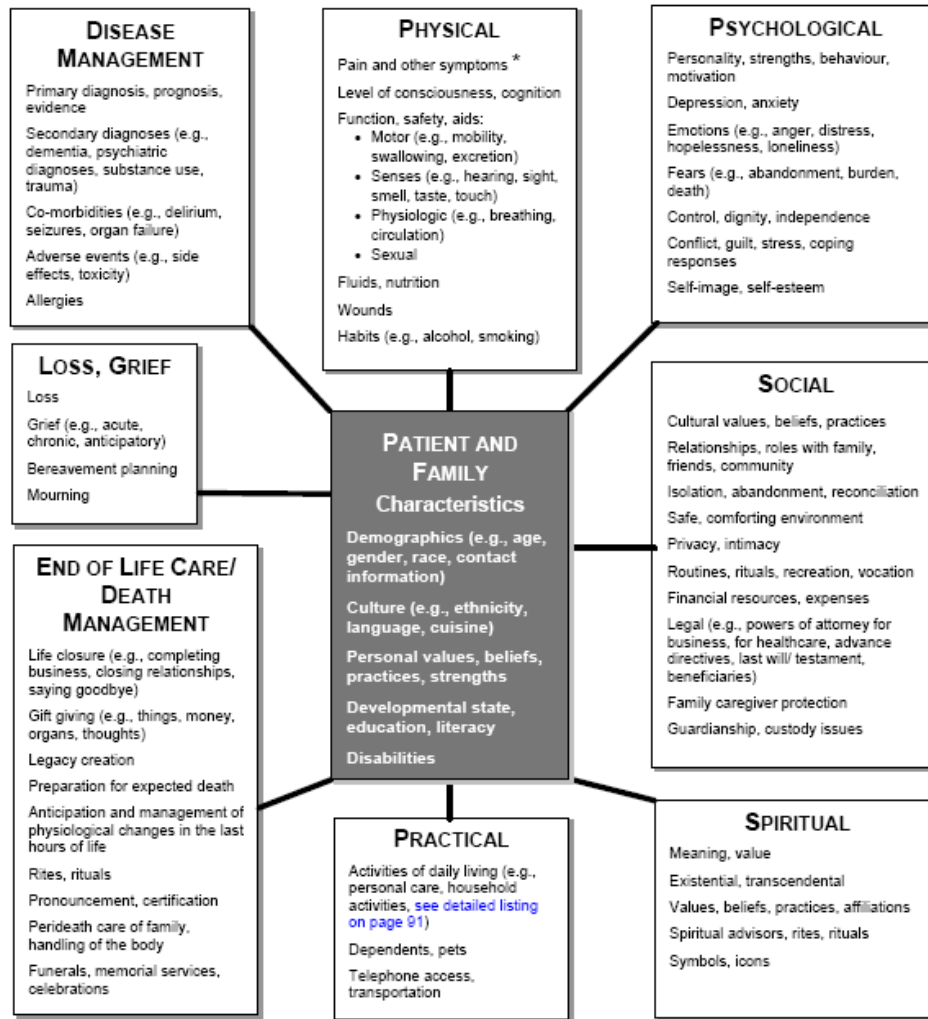 DISEASE
MANAGEMENT
Primary diagnosis, prognosis,
evidence
Secondary diagnoses (e.g.,
dementia, psychiatric
diagnoses, substance use,
trauma)
Co-morbidities (e.g., delirium,
seizures, organ failure)
Adverse events (e.g., side
effects, toxicity)
Allergies
PHYSICAL
Pain and other symptoms *
Level of consciousness, cognition
Function, safety, aids:
• Motor (e.g., mobility,
swallowing, excretion)
• Senses (e.g., hearing, sight,
smell, taste, touch)
• Physiologic (e.g., breathing,
circulation)
• Sexual
Fluids, nutrition
Wounds
Habits (e.g., alcohol, smoking)
PSYCHOLOGICAL
Personality, strengths, behaviour,
motivation
Depression, anxiety
Emotions (e.g., anger, distress,
hopelessness, loneliness)
Fears (e.g., abandonment, burden,
death)
Control, dignity, independence
Conflict, guilt, stress, coping
responses
Self-image, self-esteem
LOSS, GRIEF
Loss
Grief (e.g., acute,
chronic, anticipatory)
Bereavement planning
Mourning
PATIENT AND
FAMILY
Characteristics
Demographics (e.g., age,
gender, race, contact
information)
Culture (e.g., ethnicity,
language, cuisine)
Personal values, beliefs,
practices, strengths
Developmental state,
education, literacy
Disabilities
SOCIAL
Cultural values, beliefs, practices
Relationships, roles with family,
friends, community
Isolation, abandonment, reconciliation
Safe, comforting environment
Privacy, intimacy
Routines, rituals, recreation, vocation
Financial resources, expenses
Legal (e.g., powers of attorney for
business, for healthcare, advance
directives, last will/ testament,
beneficiaries)
Family caregiver protection
Guardianship, custody issues
END OF LIFE CARE/
DEATH
MANAGEMENT
Life closure (e.g., completing
business, closing relationships,
saying goodbye)
Gift giving (e.g., things, money,
organs, thoughts)
Legacy creation
Preparation for expected death
Anticipation and management of
physiological changes in the last
hours of life
Rites, rituals
Pronouncement, certification
Perideath care of family,
handling of the body
Funerals, memorial services,
celebrations
PRACTICAL
Activities of daily living (e.g.,
personal care, household
activities, see detailed listing
on page 91)
Dependents, pets
Telephone access,
transportation
SPIRITUAL
Meaning, value
Existential, transcendental
Values, beliefs, practices, affiliations
Spiritual advisors, rites, rituals
Symbols, icons